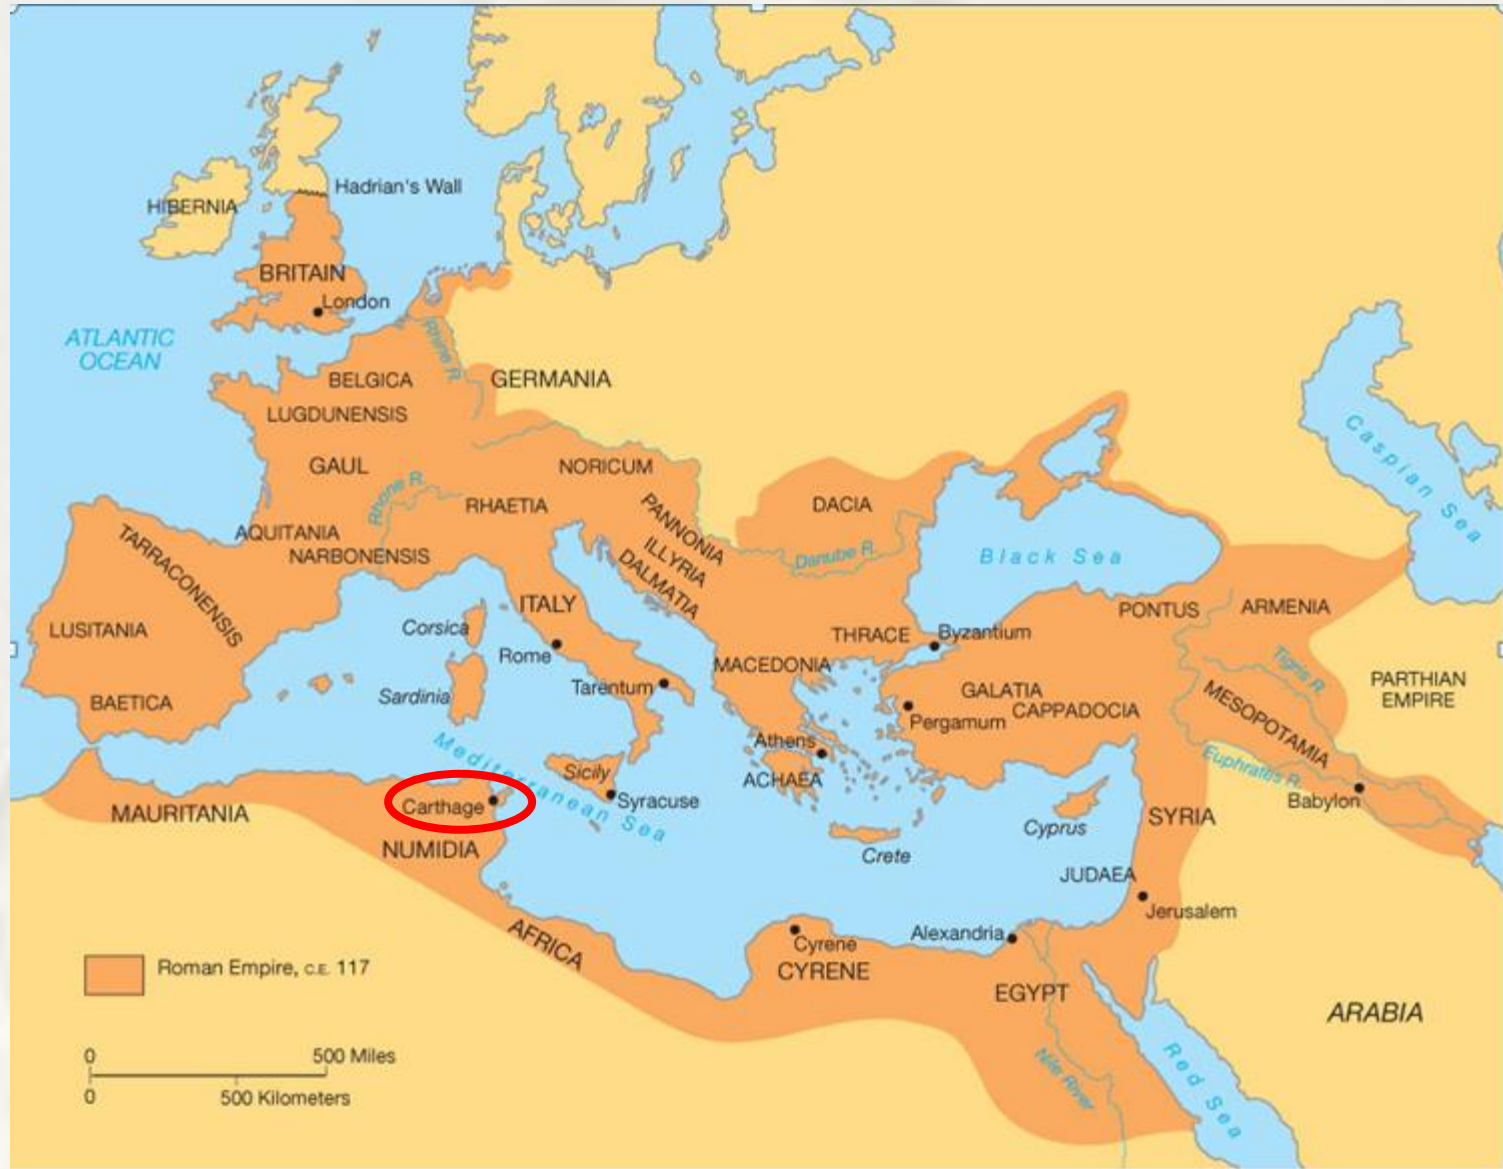 Hadrian's Wall
HIBERNIA
BRITAIN
London
ATLANTIC
OCEAN
Rhine R.
BELGICA
GERMANIA
LUGDUNENSIS
GAUL
NORICUM
Rhone R.
RHAETIA
PANNONIA
DACIA
Caspian Sea
AQUITANIA
NARBONENSIS
ILLYRIA
DALMATIA
Danube R.
Black Sea
TARRACONENSIS
LUSITANIA
ITALY
Corsica
Rome
PONTUS
ARMENIA
THRACE
Byzantium
MACEDONIA
Tigris R.
PARTHIAN
EMPIRE
BAETICA
Sardinia
Tarentum
GALATIA
CAPPADOCIA
Pergamum
MESOPOTAMIA
Athens
ACHAEA
Euphrates R.
Babylon
Mediterranean Sea
Sicily
Syracuse
Carthage
MAURITANIA
NUMIDIA
Crete
Cyprus
SYRIA
JUDAEA
Jerusalem
AFRICA
Cyrene
CYRENE
Alexandria
EGYPT
ARABIA
Nile River
Red Sea
Roman Empire, C.E. 117
0 500 Miles
0 500 Kilometers